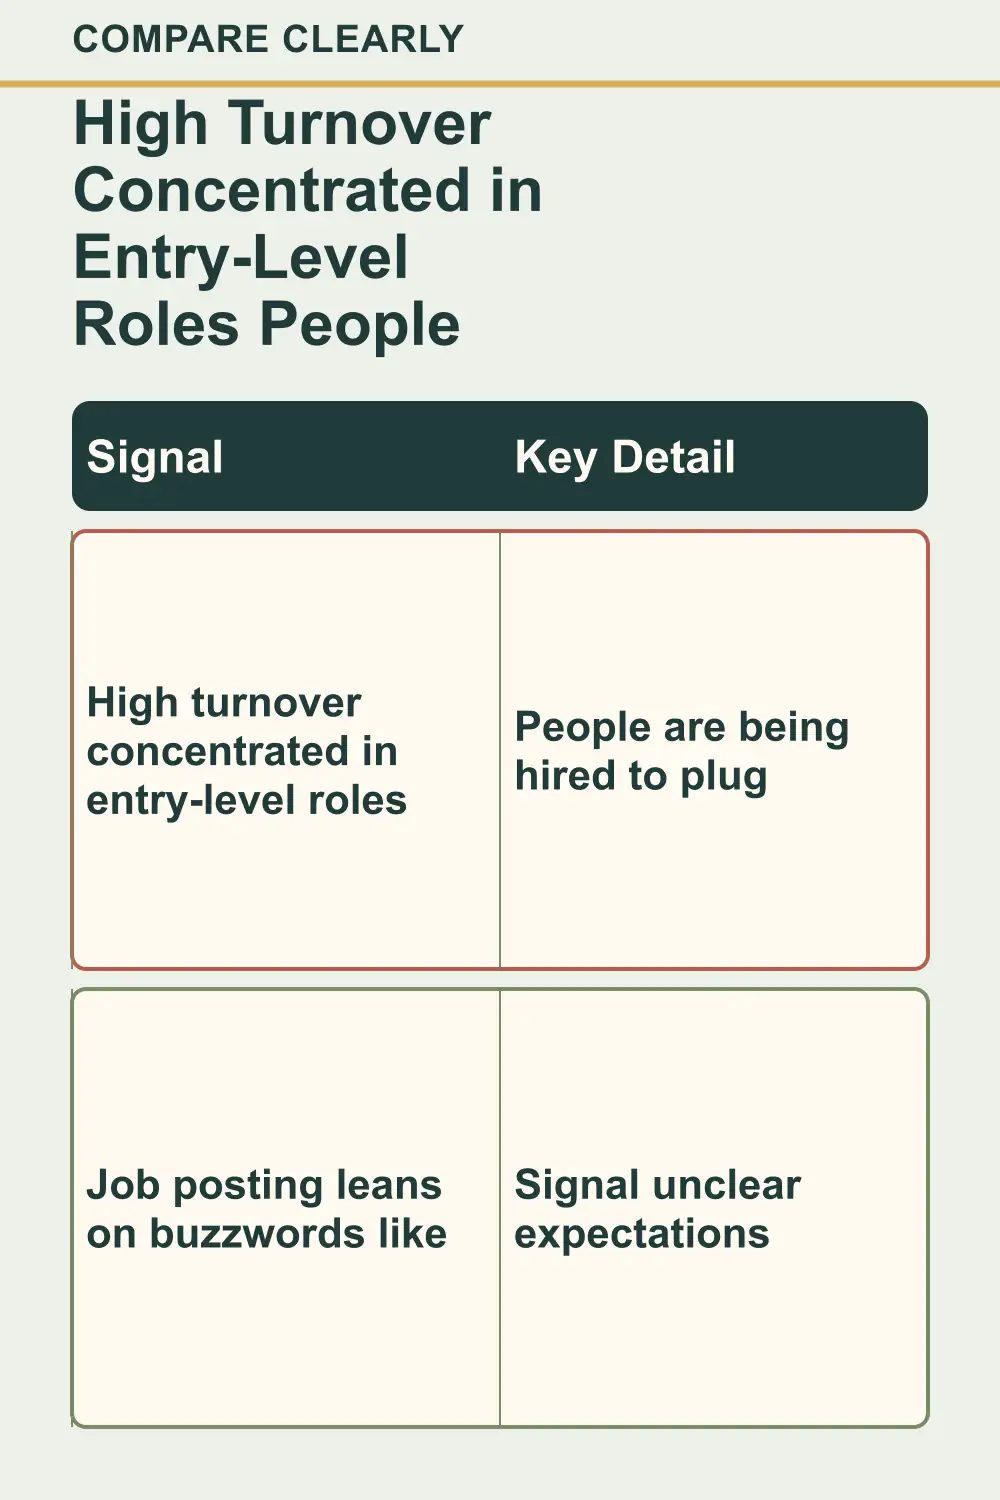 COMPARE CLEARLY
High Turnover
Concentrated in
Entry-Level
Roles People
Signal
Key Detail
High turnover
concentrated in
entry-level roles
People are being
hired to plug
Job posting leans
on buzzwords like
Signal unclear
expectations